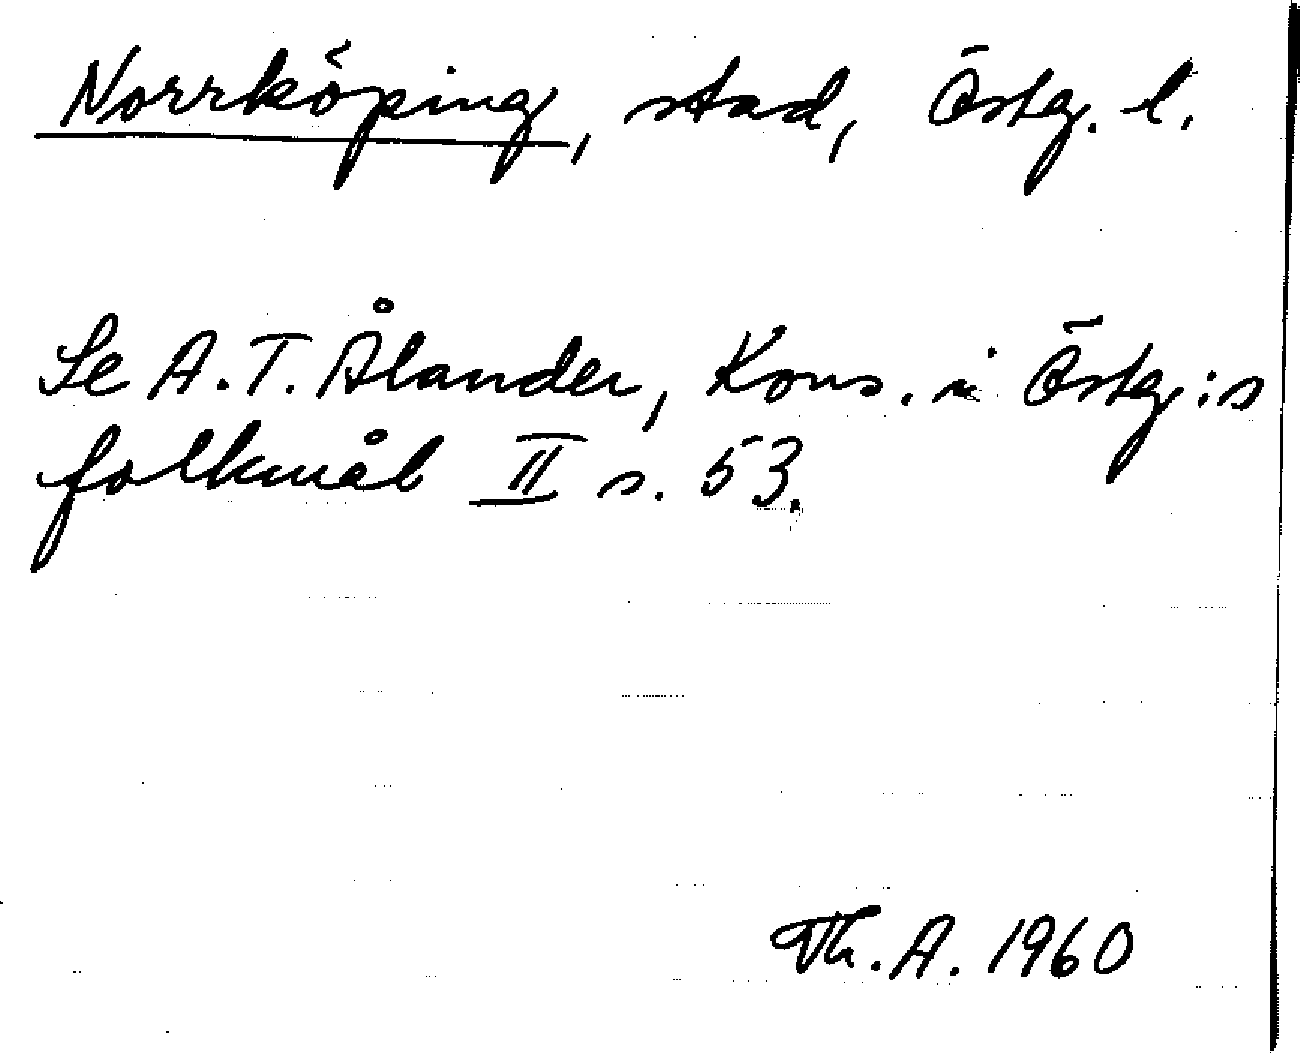 Norrköping, stad, Östg. l.
Se A.T. Ålander, Kons. i Östg:s
folkmål II s. 53.
Th. A. 1960